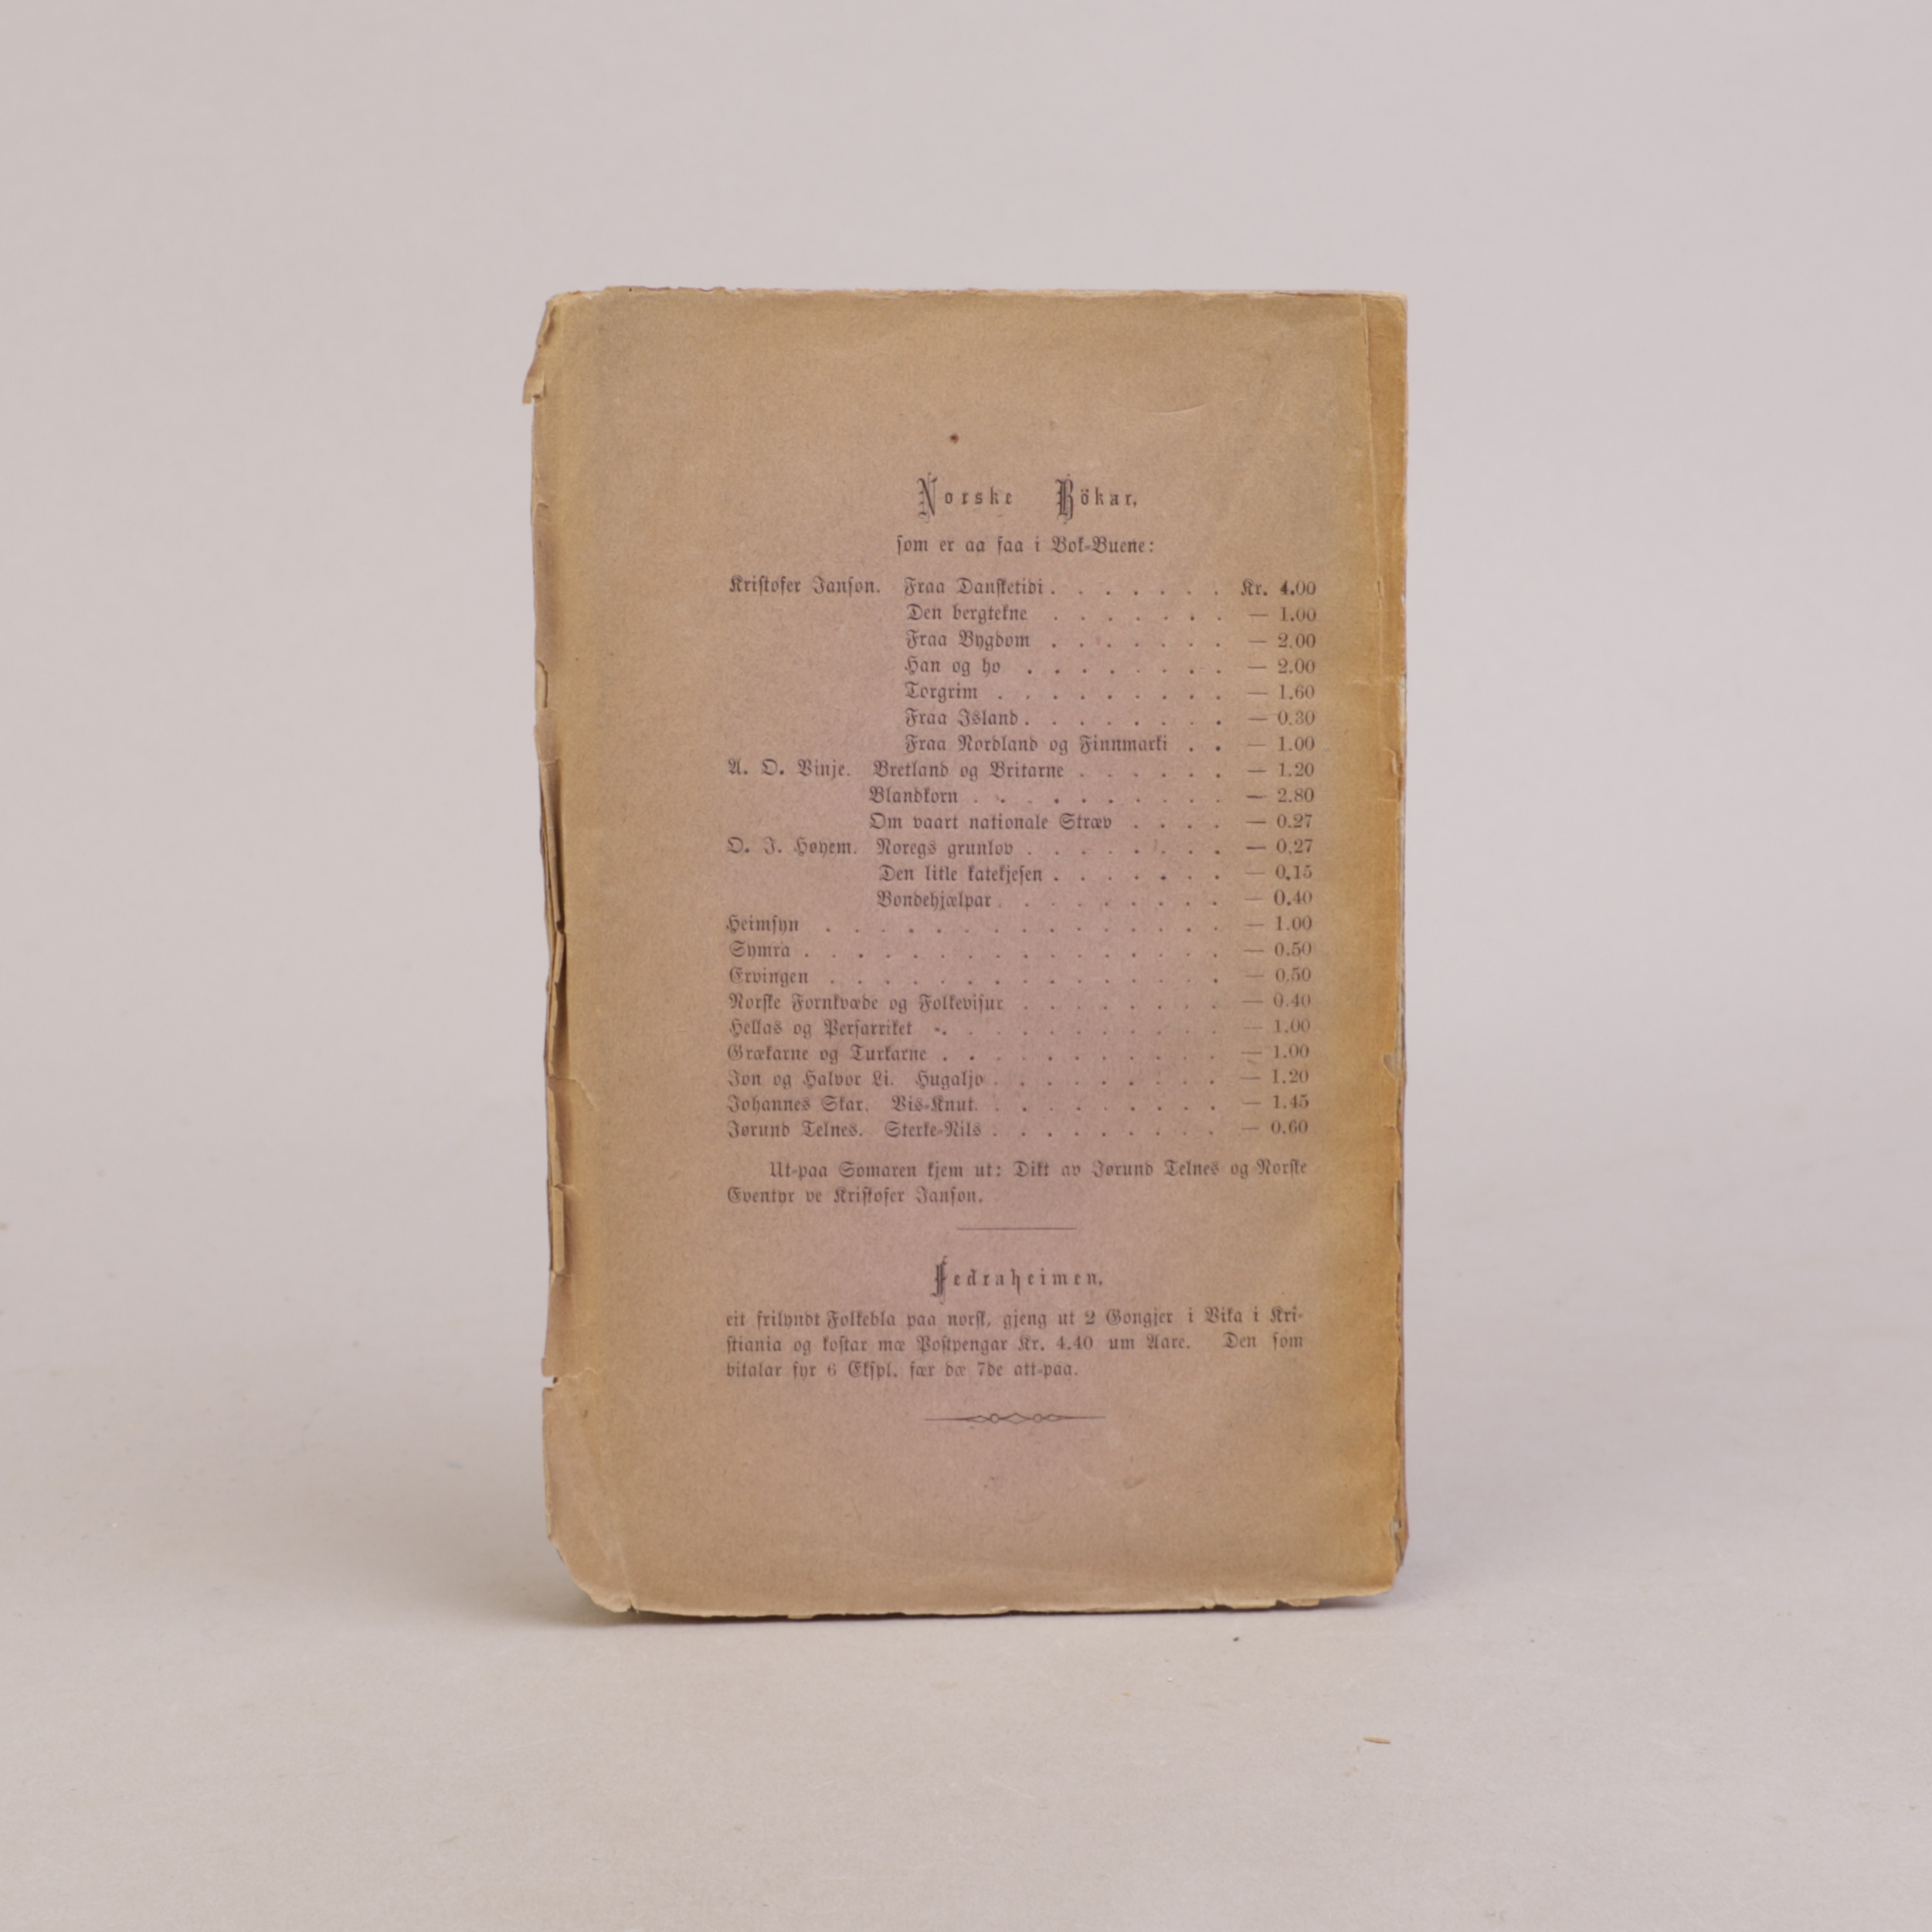 Norske Bökar,
som er aa faa i Bok-Buene:
Kristofer Janson. Fraa Dansketidi . . . . . . . Kr. 4.00
Den bergtekne . . . . . . . — 1.00
Fraa Bygdom . . . . . . . — 2.00
Han og ho . . . . . . . . — 2.00
Torgrim . . . . . . . . . — 1.60
Fraa Island . . . . . . . . — 0.30
Fraa Nordland og Finnmarki . . — 1.00
A. O. Vinje. Bretland og Britarne . . . . . . — 1.20
Blandkorn . . . . . . . . . . — 2.80
Om vaart nationale Stræv . . . . — 0.27
O. J. Høyem. Noregs grunlov . . . . . . . . — 0.27
Den litle katekjesen . . . . . . . — 0.15
Bondehjælpar . . . . . . . . . — 0.40
Heimsyn . . . . . . . . . . . . . . . — 1.00
Symra . . . . . . . . . . . . . . . . — 0.50
Ervingen . . . . . . . . . . . . . . . — 0.50
Norske Fornkvæde og Folkevisur . . . . . . . . — 0.40
Hellas og Persarriket . . . . . . . . . . . — 1.00
Grækarne og Turkarne . . . . . . . . . . . — 1.00
Jon og Halvor Li. Hugaljo . . . . . . . . . — 1.20
Johannes Skar. Vis-Knut. . . . . . . . . . — 1.45
Jørund Telnes. Sterke-Nils . . . . . . . . . — 0.60
Ut-paa Somaren kjem ut: Dikt av Jørund Telnes og Norske
Eventyr ve Kristofer Janson.
Fedraheimen,
eit frilyndt Folkebla paa norsk, gjeng ut 2 Gongjer i Vika i Kri-
stiania og kostar mæ Postpengar Kr. 4.40 um Aare. Den som
bitalar fyr 6 Ekspl. fær dæ 7de att-paa.